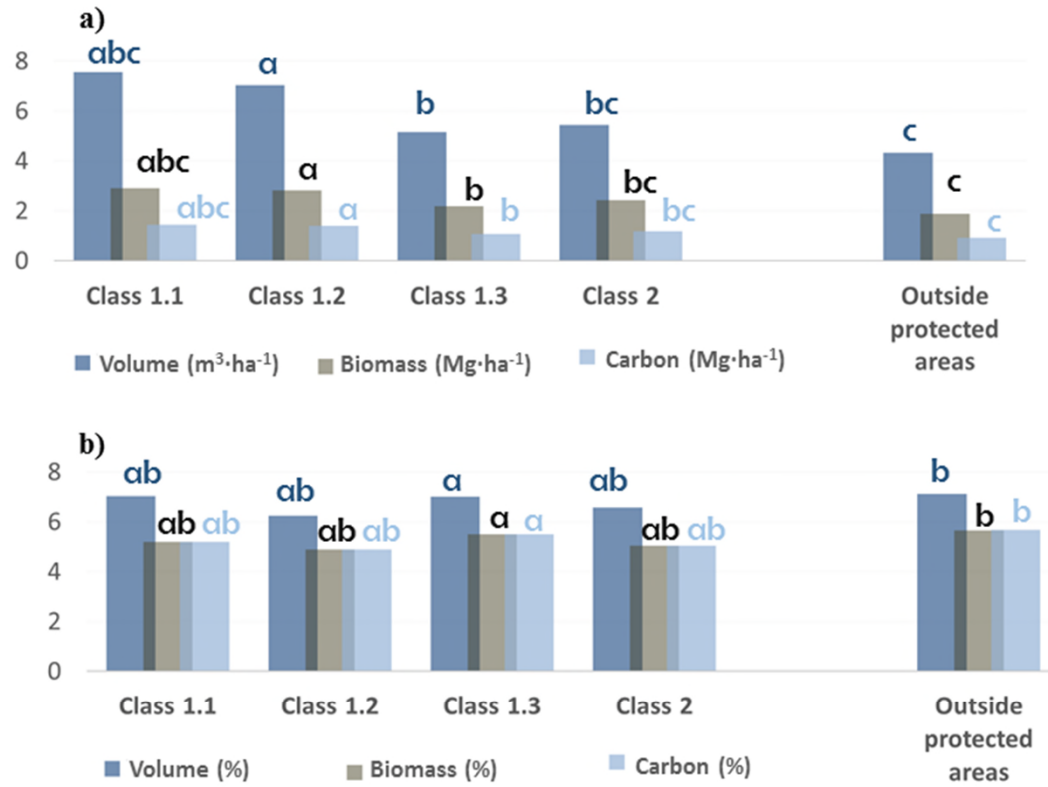 a)
8
6
4
2
0
abc
a
b
bc
c
abc
a
b
bc
c
abc
a
b
bc
c
Class 1.1 Class 1.2 Class 1.3 Class 2 Outside
protected
areas
Volume (m³·ha⁻¹) Biomass (Mg·ha⁻¹) Carbon (Mg·ha⁻¹)
b)
8
6
4
2
0
ab
ab
a
ab
b
ab ab
ab ab
a a
ab ab
b b
Class 1.1 Class 1.2 Class 1.3 Class 2 Outside
protected
areas
Volume (%) Biomass (%) Carbon (%)